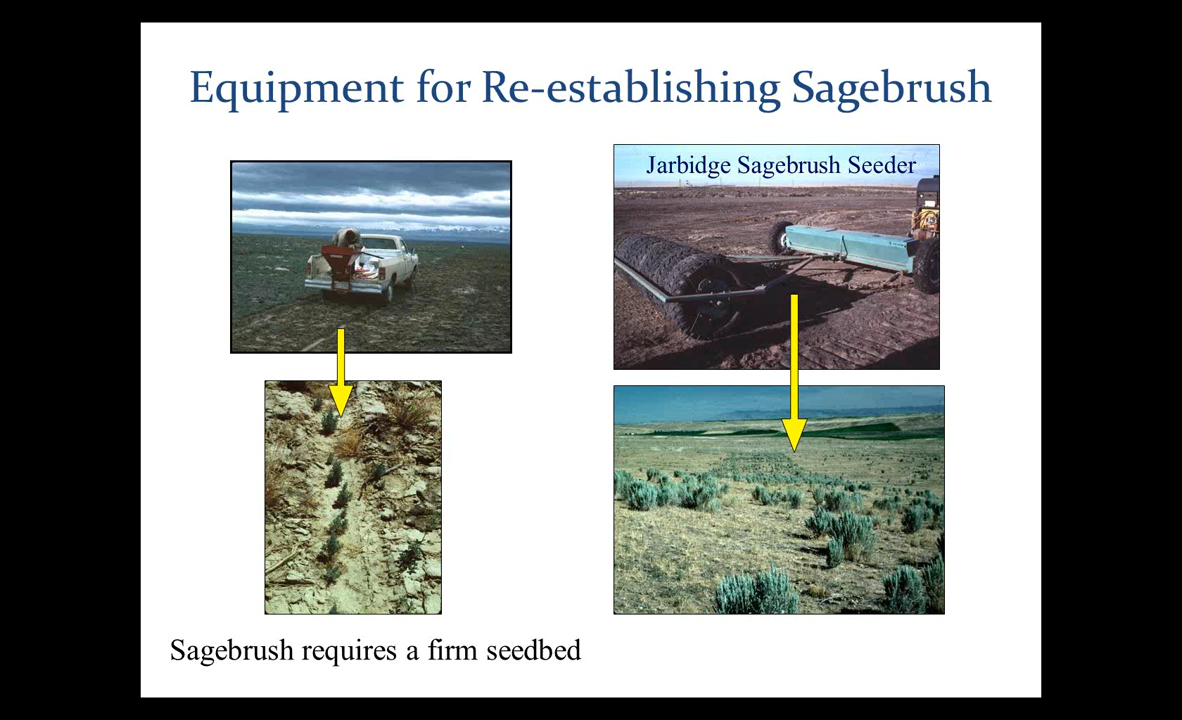 Equipment for Re-establishing Sagebrush
Jarbidge Sagebrush Seeder
Sagebrush requires a firm seedbed